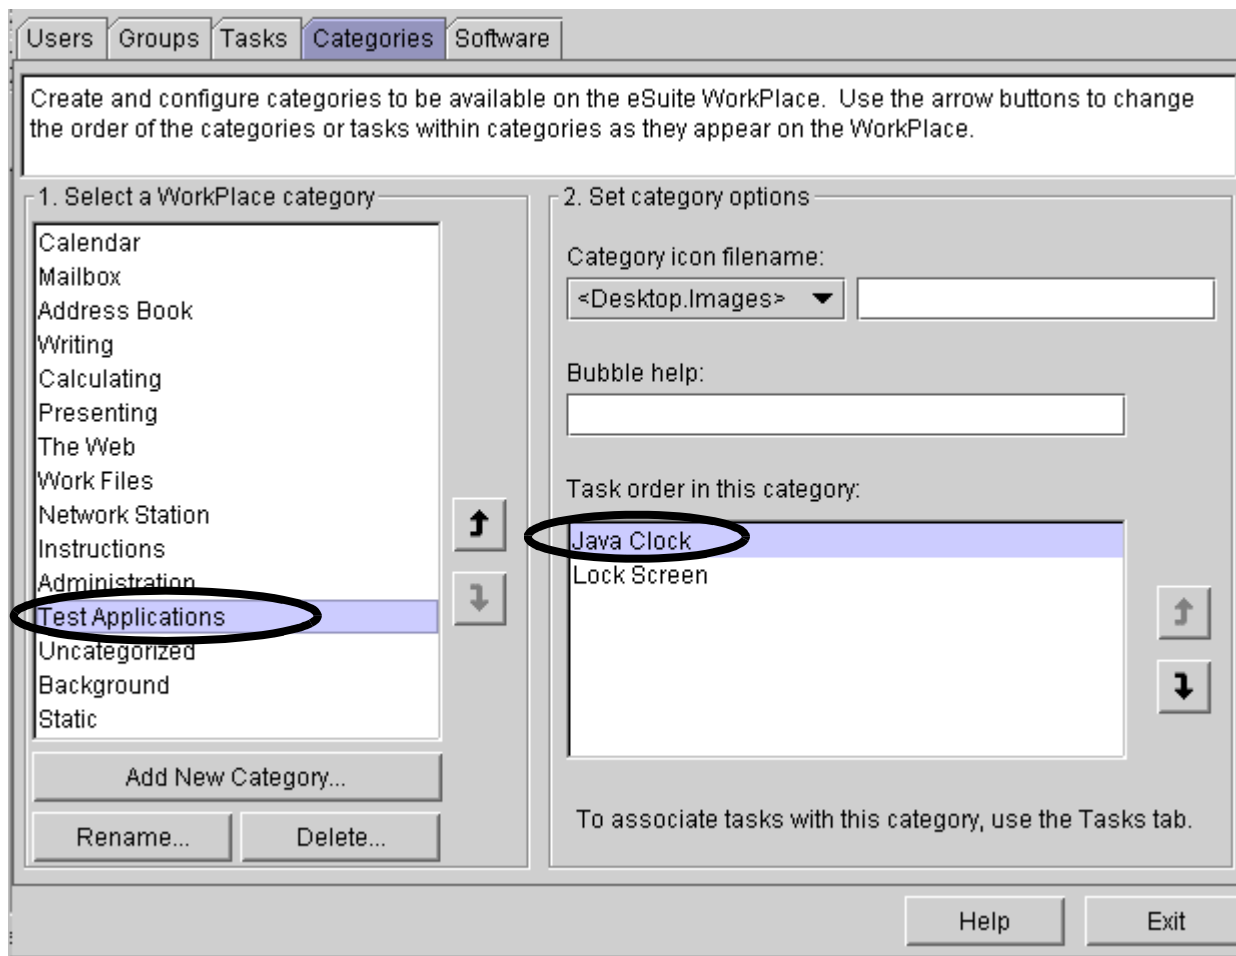 Users Groups Tasks Categories Software
Create and configure categories to be available on the eSuite WorkPlace. Use the arrow buttons to change
the order of the categories or tasks within categories as they appear on the WorkPlace.
1. Select a WorkPlace category
Calendar
Mailbox
Address Book
Writing
Calculating
Presenting
The Web
Work Files
Network Station
Instructions
Administration
Test Applications
Uncategorized
Background
Static
Add New Category...
Rename... Delete...
2. Set category options
Category icon filename:
<Desktop.Images>
Bubble help:
Task order in this category:
Java Clock
Lock Screen
To associate tasks with this category, use the Tasks tab.
Help Exit